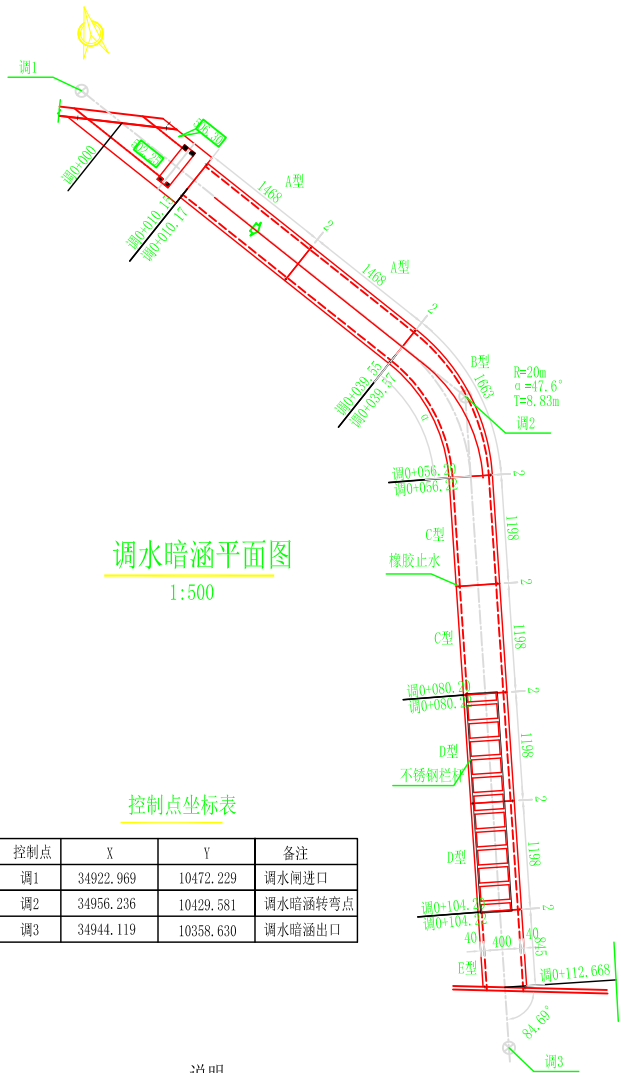 调1
调0+000
调0+010.17
1468
A型
2
1468
A型
2
B型
1663
R=20m
α=47.6°
T=8.83m
调2
调0+039.55
调0+039.57
α
调0+056.20
调0+056.22
2
C型
1198
调水暗涵平面图
1:500
橡胶止水
2
C型
1198
调0+080.20
2
D型
1198
不锈钢栏杆
2
D型
1198
2
40
400
40
845
E型
调0+112.668
84.69°
调3
控制点坐标表
控制点 X Y 备注
调1 34922.969 10472.229 调水闸进口
调2 34956.236 10429.581 调水暗涵转弯点
调3 34944.119 10358.630 调水暗涵出口